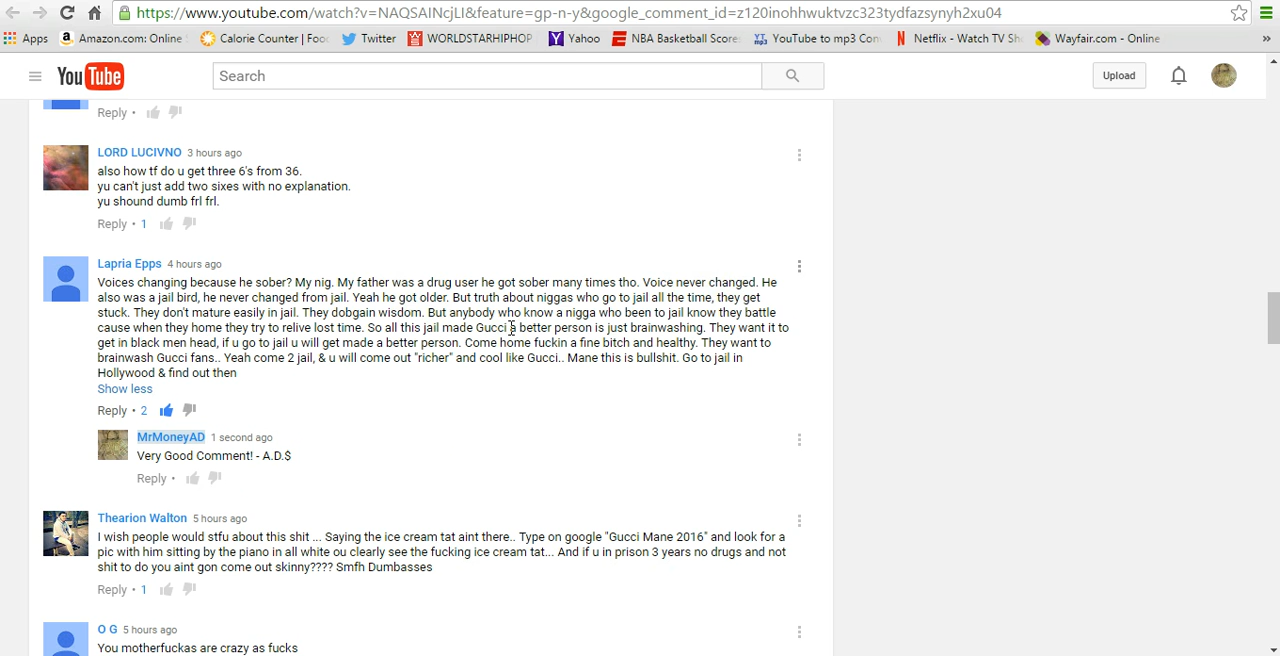 https://www.youtube.com/watch?v=NAQSAINcjLI&feature=gp-n-y&google_comment_id=z120inohhwuktvzc323tydfazsynyh2xu04
Apps Amazon.com: Online Calorie Counter | Foo Twitter WORLDSTARHIPHOP Yahoo NBA Basketball Score YouTube to mp3 Con Netflix - Watch TV Sh Wayfair.com - Online »
YouTube Search Upload
Reply •
LORD LUCIVNO 3 hours ago
also how tf do u get three 6's from 36.
yu can't just add two sixes with no explanation.
yu shound dumb frl frl.
Reply • 1
Lapria Epps 4 hours ago
Voices changing because he sober? My nig. My father was a drug user he got sober many times tho. Voice never changed. He
also was a jail bird, he never changed from jail. Yeah he got older. But truth about niggas who go to jail all the time, they get
stuck. They don't mature easily in jail. They dobgain wisdom. But anybody who know a nigga who been to jail know they battle
cause when they home they try to relive lost time. So all this jail made Gucci a better person is just brainwashing. They want it to
get in black men head, if u go to jail u will get made a better person. Come home fuckin a fine bitch and healthy. They want to
brainwash Gucci fans.. Yeah come 2 jail, & u will come out "richer" and cool like Gucci.. Mane this is bullshit. Go to jail in
Hollywood & find out then
Show less
Reply • 2
MrMoneyAD 1 second ago
Very Good Comment! - A.D.$
Reply •
Thearion Walton 5 hours ago
I wish people would stfu about this shit ... Saying the ice cream tat aint there.. Type on google "Gucci Mane 2016" and look for a
pic with him sitting by the piano in all white ou clearly see the fucking ice cream tat... And if u in prison 3 years no drugs and not
shit to do you aint gon come out skinny???? Smfh Dumbasses
Reply • 1
O G 5 hours ago
You motherfuckas are crazy as fucks